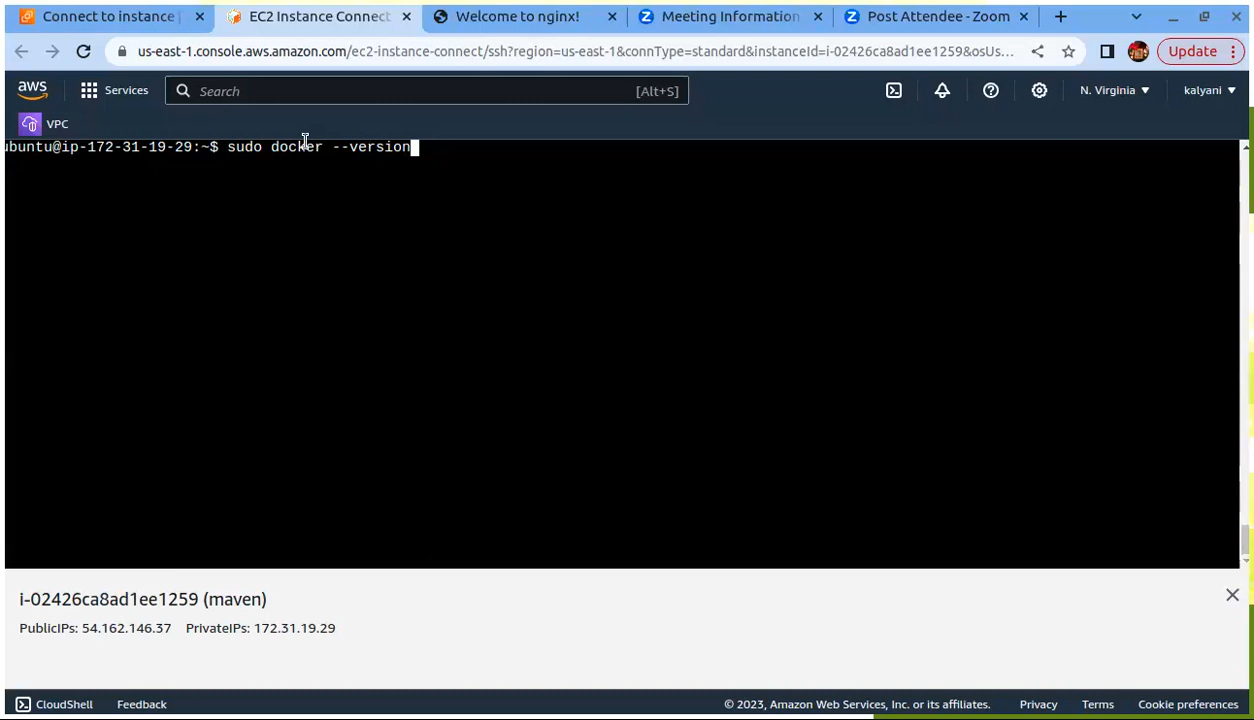 Connect to instance
EC2 Instance Connect
Welcome to nginx!
Meeting Information
Post Attendee - Zoom
us-east-1.console.aws.amazon.com/ec2-instance-connect/ssh?region=us-east-1&connType=standard&instanceId=i-02426ca8ad1ee1259&osUs...
Update
aws
Services
Search
[Alt+S]
N. Virginia
kalyani
VPC
ubuntu@ip-172-31-19-29:~$ sudo docker --version
i-02426ca8ad1ee1259 (maven)
PublicIPs: 54.162.146.37 PrivateIPs: 172.31.19.29
CloudShell
Feedback
© 2023, Amazon Web Services, Inc. or its affiliates.
Privacy
Terms
Cookie preferences